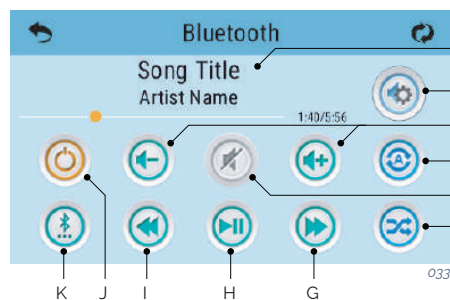 Bluetooth
Song Title
Artist Name
1:40/5:56
A
033
K J I H G